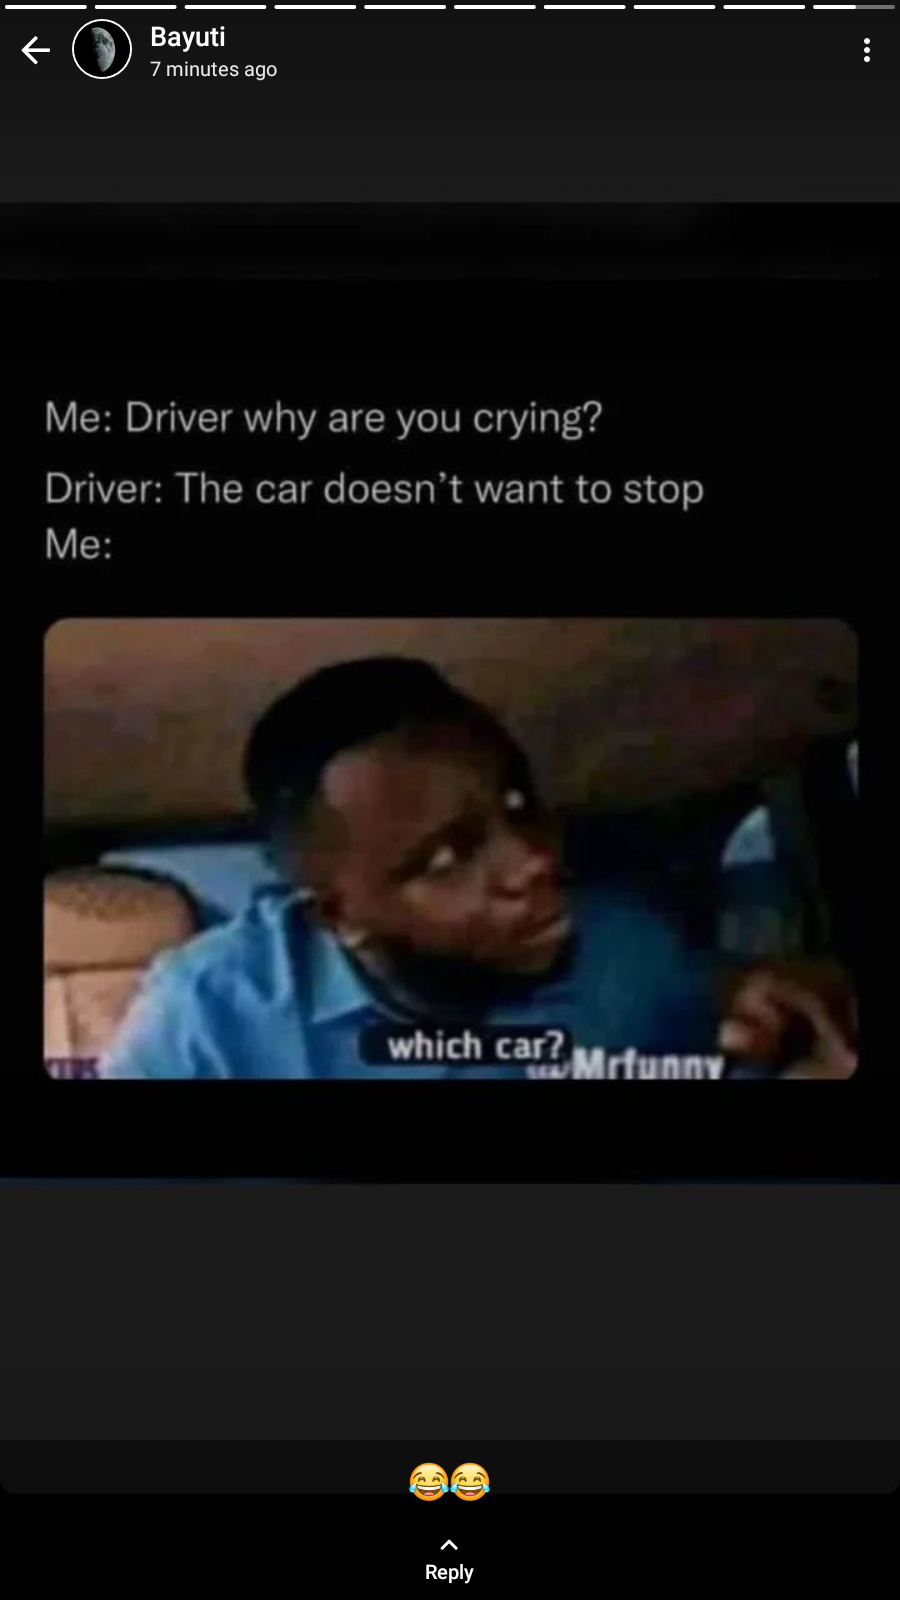 Bayuti
7 minutes ago
Me: Driver why are you crying?
Driver: The car doesn’t want to stop
Me:
which car?
Mrfunny
😂😂
Reply